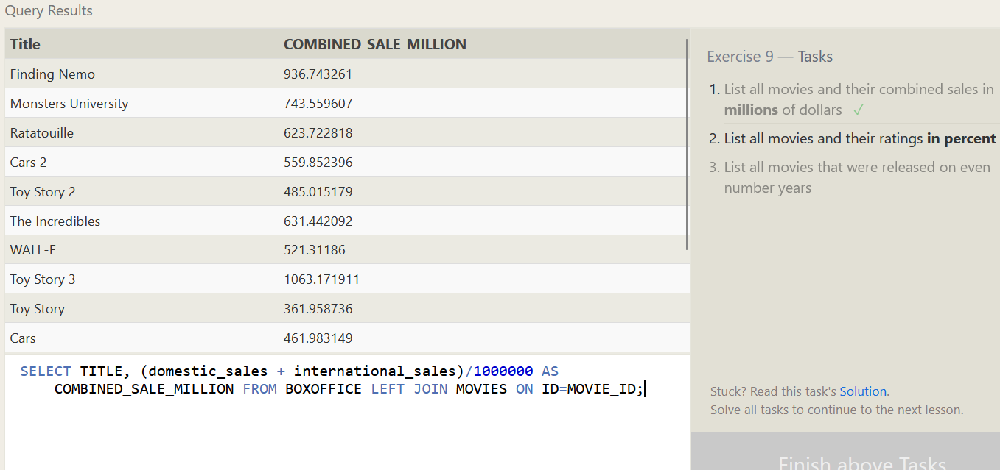 Query Results
Title COMBINED_SALE_MILLION
Finding Nemo 936.743261
Monsters University 743.559607
Ratatouille 623.722818
Cars 2 559.852396
Toy Story 2 485.015179
The Incredibles 631.442092
WALL-E 521.31186
Toy Story 3 1063.171911
Toy Story 361.958736
Cars 461.983149
SELECT TITLE, (domestic_sales + international_sales)/1000000 AS
COMBINED_SALE_MILLION FROM BOXOFFICE LEFT JOIN MOVIES ON ID=MOVIE_ID;
Exercise 9 — Tasks
1. List all movies and their combined sales in
millions of dollars ✓
2. List all movies and their ratings in percent
3. List all movies that were released on even
number years
Stuck? Read this task's Solution.
Solve all tasks to continue to the next lesson.
Finish above Tasks